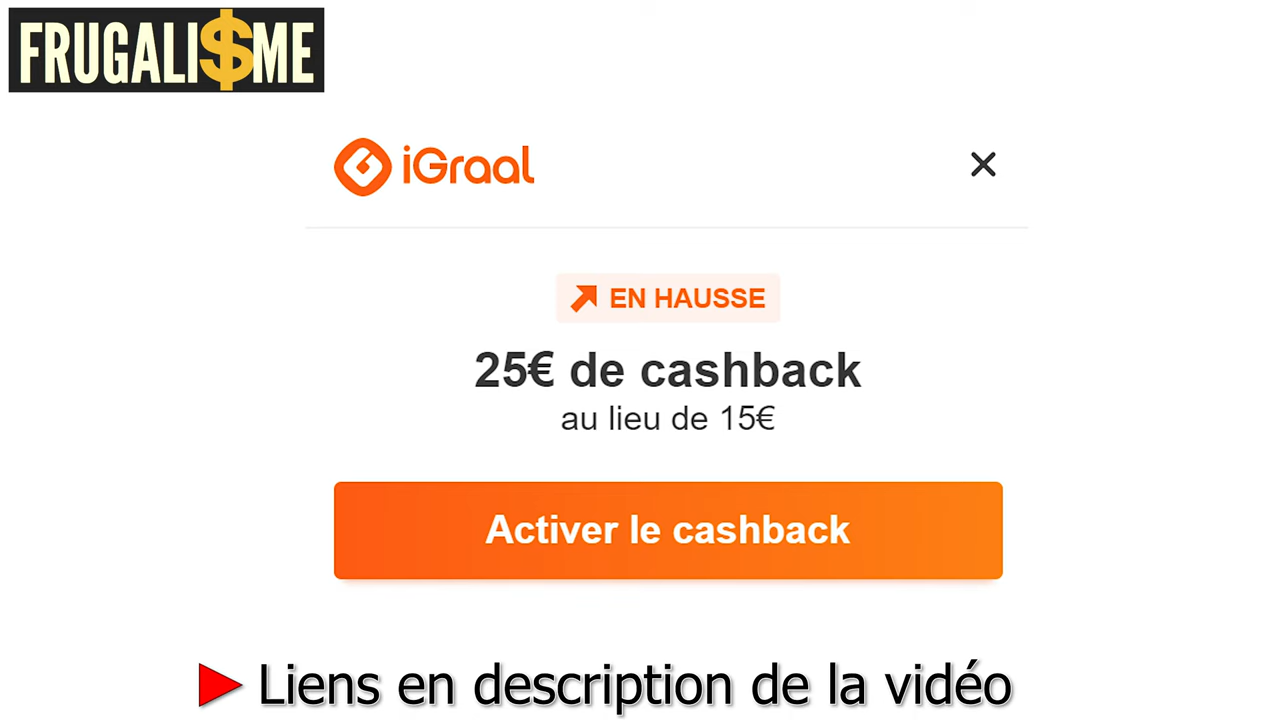 FRUGALI$ME
iGraal
EN HAUSSE
25€ de cashback
au lieu de 15€
Activer le cashback
Liens en description de la vidéo